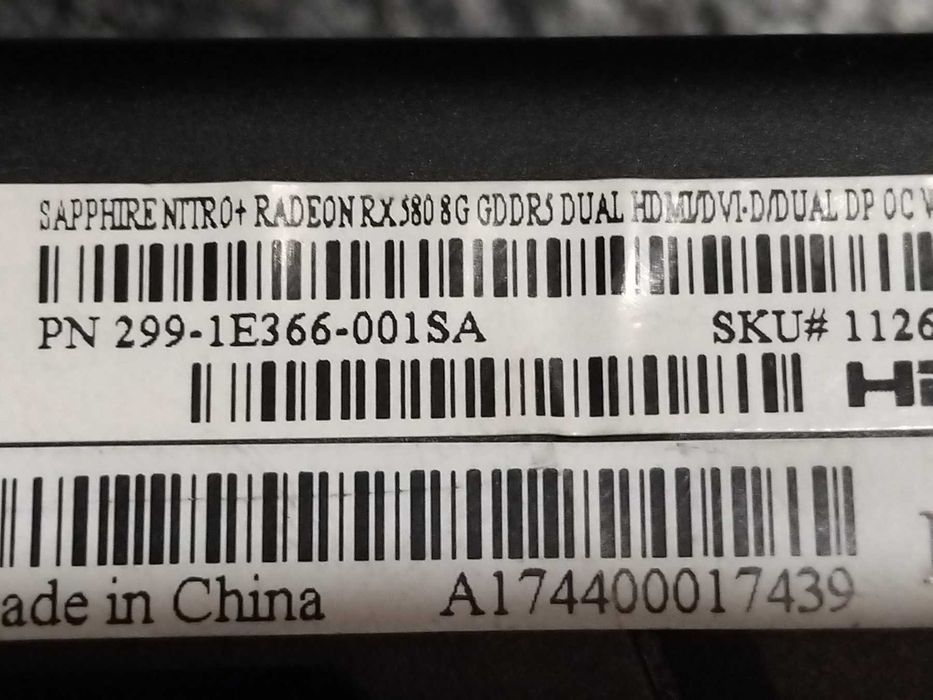 SAPPHIRE NITRO+ RADEON RX 580 8G GDDR5 DUAL HDMI/DVI-D/DUAL DP OC
PN 299-1E366-001SA SKU# 1126
ade in China A174400017439